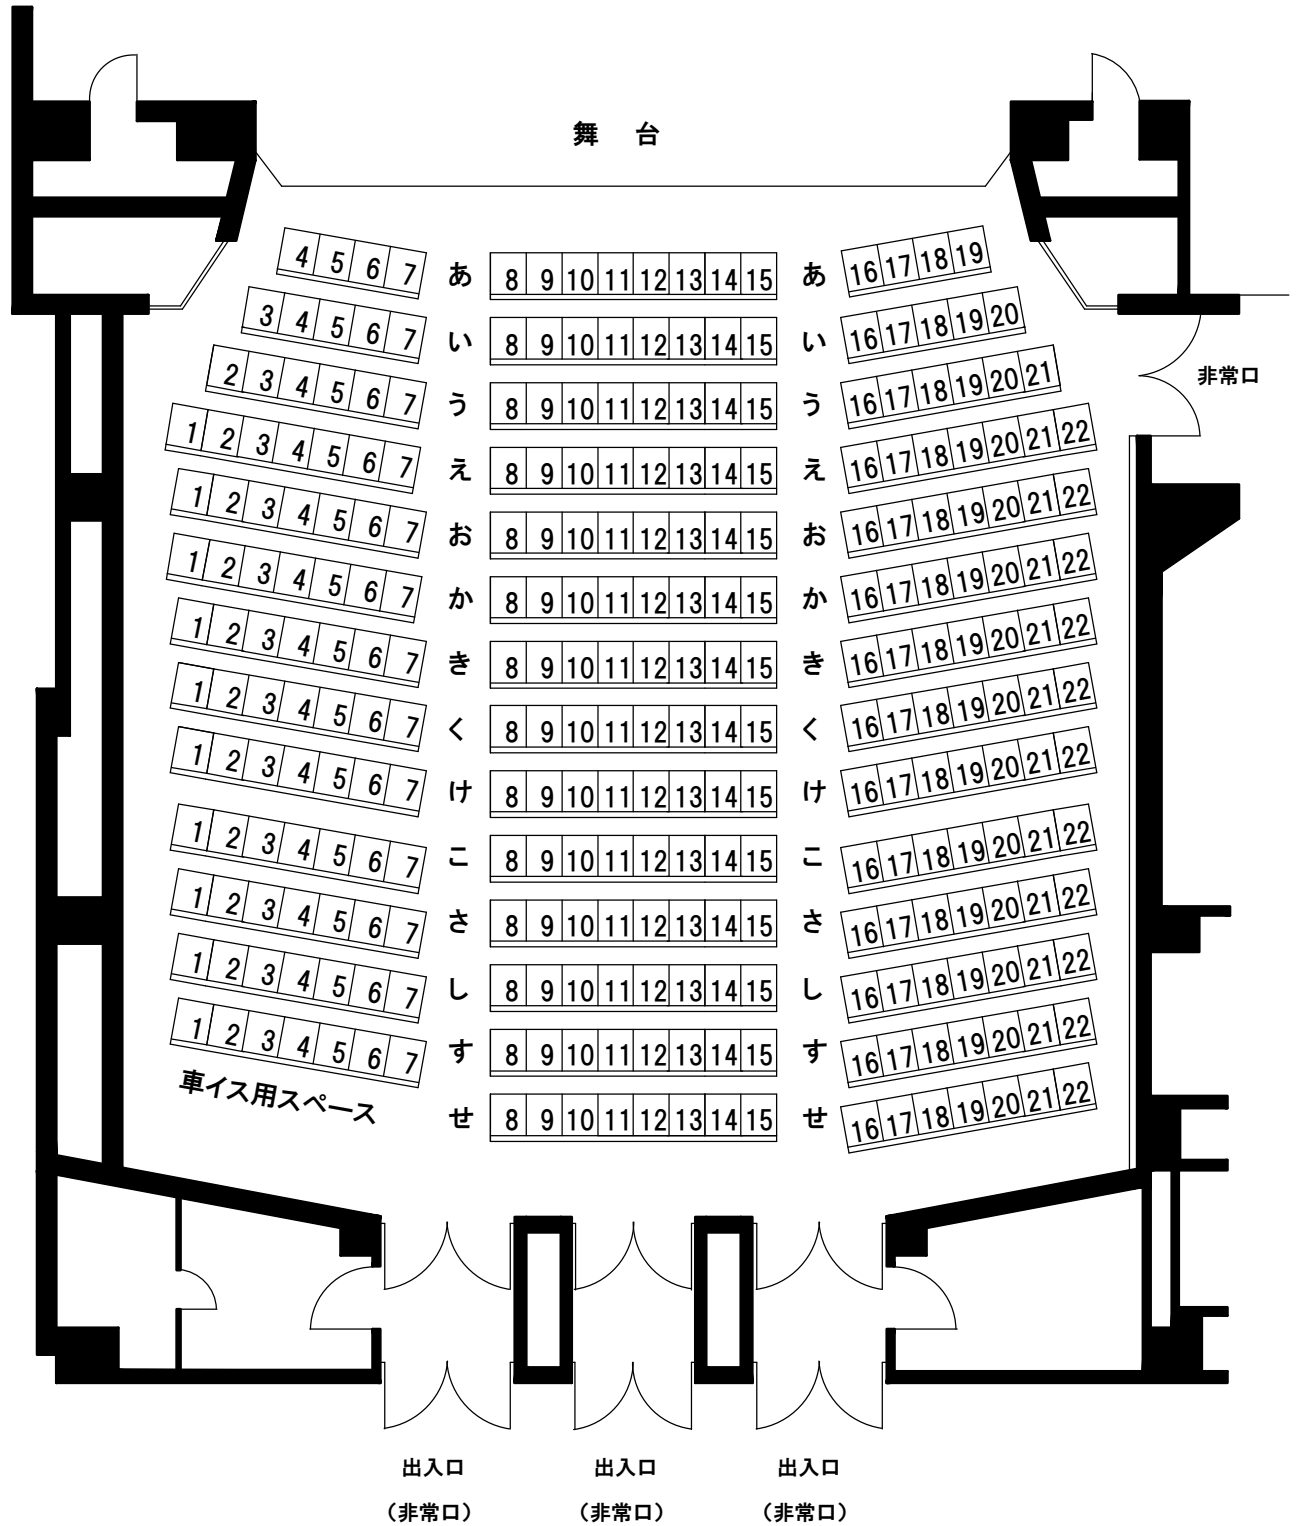 舞 台
4 5 6 7 あ 8 9 10 11 12 13 14 15 あ 16 17 18 19
3 4 5 6 7 い 8 9 10 11 12 13 14 15 い 16 17 18 19 20
2 3 4 5 6 7 う 8 9 10 11 12 13 14 15 う 16 17 18 19 20 21
非常口
1 2 3 4 5 6 7 え 8 9 10 11 12 13 14 15 え 16 17 18 19 20 21 22
1 2 3 4 5 6 7 お 8 9 10 11 12 13 14 15 お 16 17 18 19 20 21 22
1 2 3 4 5 6 7 か 8 9 10 11 12 13 14 15 か 16 17 18 19 20 21 22
1 2 3 4 5 6 7 き 8 9 10 11 12 13 14 15 き 16 17 18 19 20 21 22
1 2 3 4 5 6 7 く 8 9 10 11 12 13 14 15 く 16 17 18 19 20 21 22
1 2 3 4 5 6 7 け 8 9 10 11 12 13 14 15 け 16 17 18 19 20 21 22
1 2 3 4 5 6 7 こ 8 9 10 11 12 13 14 15 こ 16 17 18 19 20 21 22
1 2 3 4 5 6 7 さ 8 9 10 11 12 13 14 15 さ 16 17 18 19 20 21 22
1 2 3 4 5 6 7 し 8 9 10 11 12 13 14 15 し 16 17 18 19 20 21 22
1 2 3 4 5 6 7 す 8 9 10 11 12 13 14 15 す 16 17 18 19 20 21 22
車イス用スペース
せ 8 9 10 11 12 13 14 15 せ 16 17 18 19 20 21 22
出入口 出入口 出入口
（非常口） （非常口） （非常口）